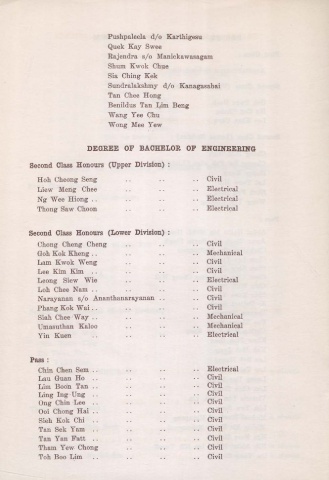 Pushpaleela d/o Karthigesu
Quek Kay Swee
Rajendra s/o Manickavasagam
Shum Kwok Chue
Sia Ching Kek
Sundralakshmy d/o Kanagasabai
Tan Chee Hong
Benildus Tan Lim Beng
Wang Yee Chu
Wong Mee Yew
DEGREE OF BACHELOR OF ENGINEERING
Second Class Honours (Upper Division) :
Hoh Cheong Seng .. .. .. Civil
Liew Meng Chee .. .. .. Electrical
Ng Wee Hiong .. .. .. .. Electrical
Thong Saw Choon .. .. .. Electrical
Second Class Honours (Lower Division) :
Chong Cheng Cheng .. .. .. Civil
Goh Kok Kheng .. .. .. .. Mechanical
Lam Kwok Weng .. .. .. Civil
Lee Kim Kim .. .. .. .. Civil
Leong Siew Wie .. .. .. Electrical
Loh Chee Nam .. .. .. .. Civil
Narayanan s/o Ananthanarayanan .. .. Civil
Phang Kok Wai .. .. .. .. Civil
Siah Chee Way .. .. .. .. Mechanical
Umasuthan Kaloo .. .. .. Mechanical
Yin Kuen .. .. .. .. Electrical
Pass :
Chin Chen Sem .. .. .. .. Electrical
Lau Guan Ho .. .. .. .. Civil
Lim Boon Tan .. .. .. .. Civil
Ling Ing Ung .. .. .. .. Civil
Ong Chin Lee .. .. .. .. Civil
Ooi Chong Hai .. .. .. .. Civil
Sieh Kok Chi .. .. .. .. Civil
Tan Sek Yam .. .. .. .. Civil
Tan Yan Fatt .. .. .. .. Civil
Tham Yew Chong .. .. .. Civil
Toh Boo Lim .. .. .. .. Civil